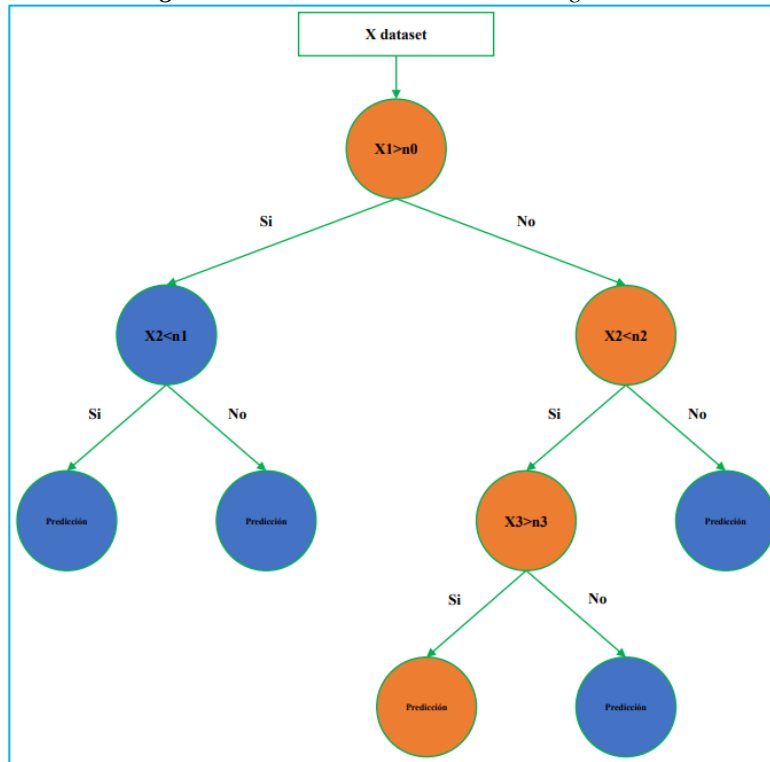 X dataset
X1>n0
Si
No
X2<n1
X2<n2
Si
No
Si
No
Predicción
Predicción
X3>n3
Predicción
Si
No
Predicción
Predicción